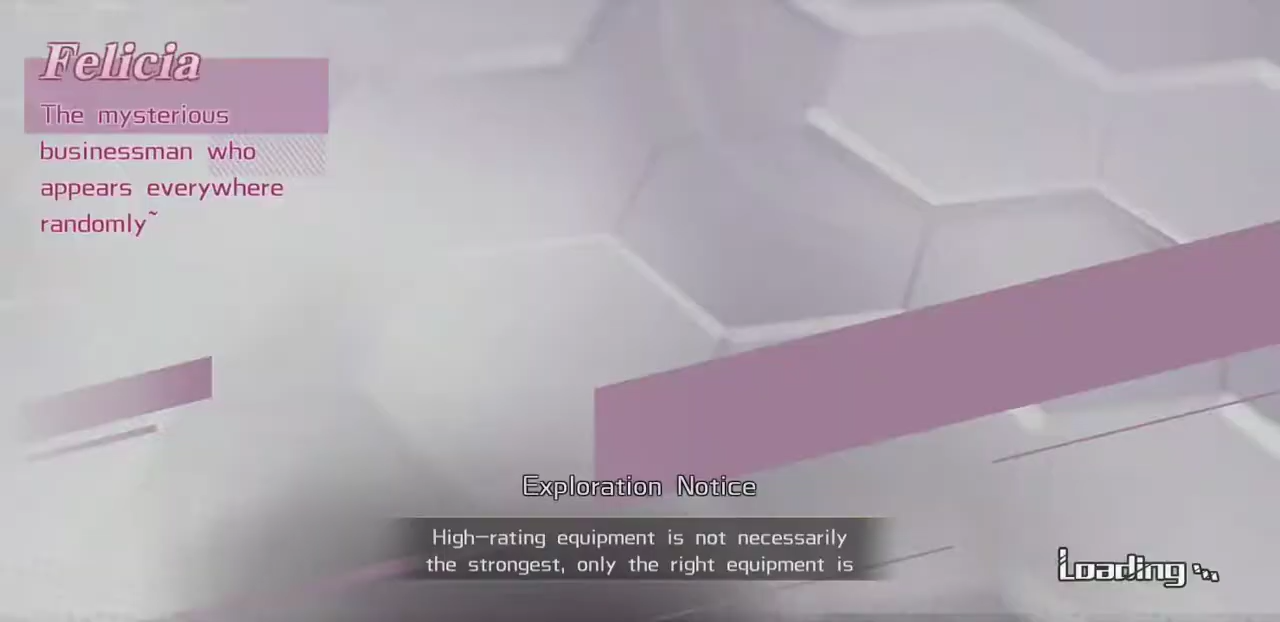 Felicia
The mysterious
businessman who
appears everywhere
randomly~
Exploration Notice
High-rating equipment is not necessarily
the strongest, only the right equipment is
Loading